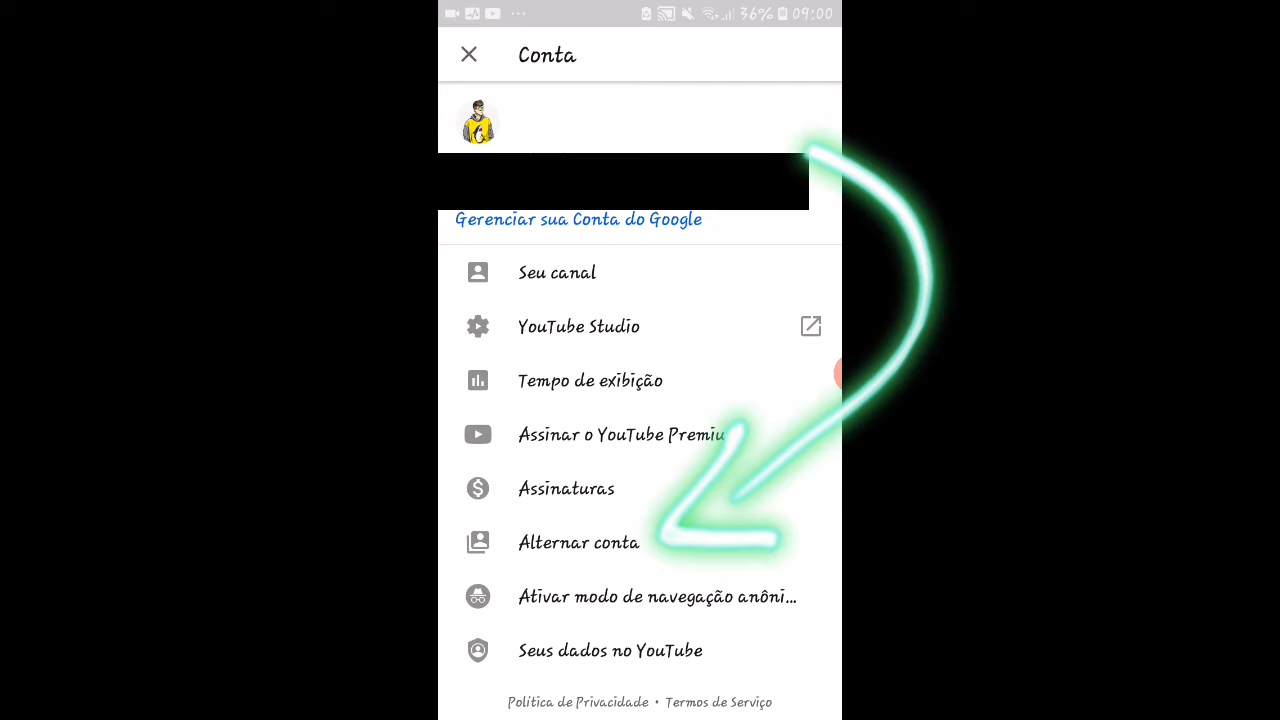 36% 09:00
Conta
Gerenciar sua Conta do Google
Seu canal
YouTube Studio
Tempo de exibição
Assinar o YouTube Premiu
Assinaturas
Alternar conta
Ativar modo de navegação anôni...
Seus dados no YouTube
Política de Privacidade • Termos de Serviço